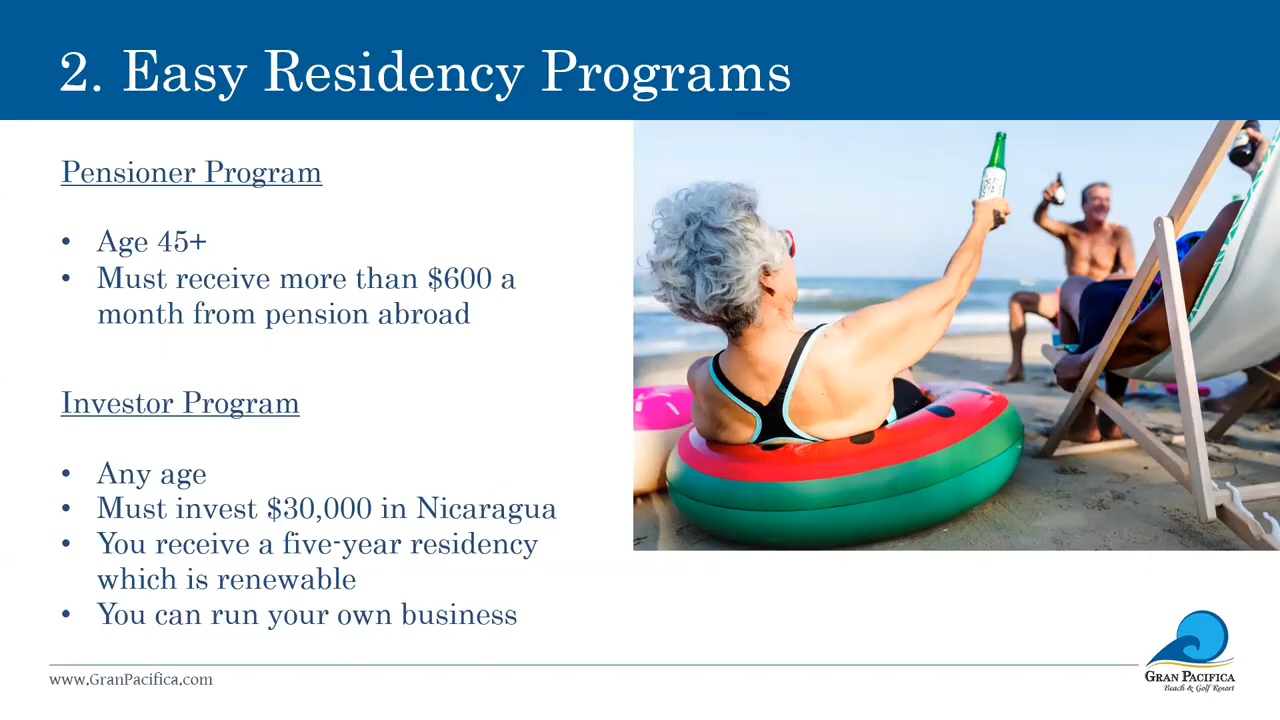 2. Easy Residency Programs
Pensioner Program
• Age 45+
• Must receive more than $600 a
month from pension abroad
Investor Program
• Any age
• Must invest $30,000 in Nicaragua
• You receive a five-year residency
which is renewable
• You can run your own business
www.GranPacifica.com
GRAN PACIFICA
Beach & Golf Resort